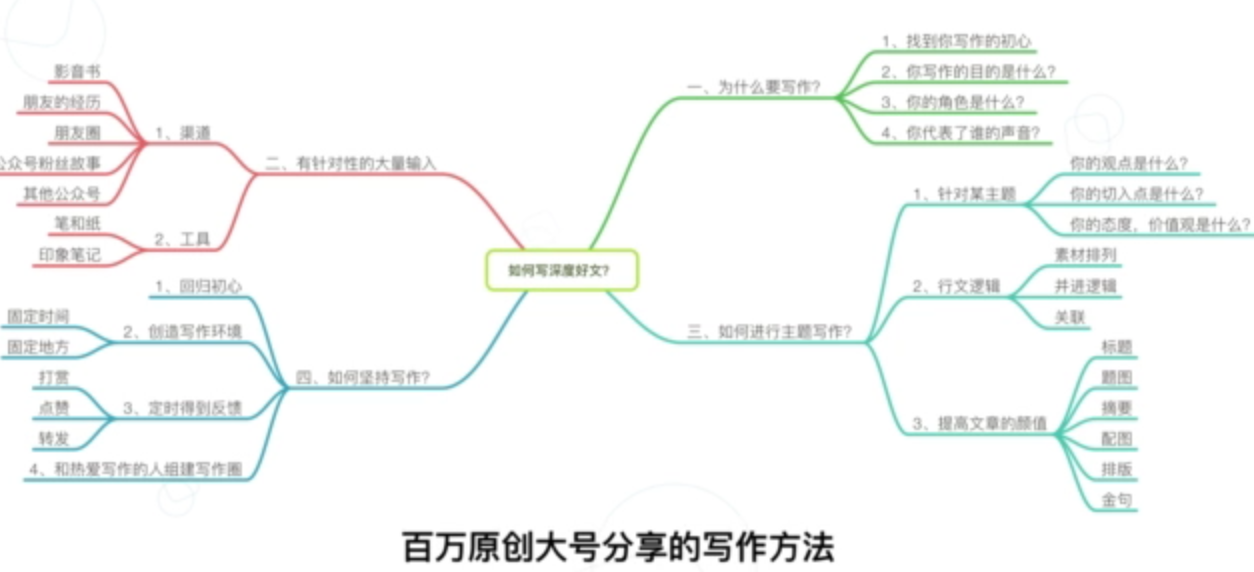 如何写深度好文？
一、为什么要写作？
1、找到你写作的初心
2、你写作的目的是什么？
3、你的角色是什么？
4、你代表了谁的声音？
二、有针对性的大量输入
1、渠道
影音书
朋友的经历
朋友圈
公众号粉丝故事
其他公众号
2、工具
笔和纸
印象笔记
三、如何进行主题写作？
1、针对某主题
你的观点是什么？
你的切入点是什么？
你的态度，价值观是什么？
2、行文逻辑
素材排列
并进逻辑
关联
3、提高文章的颜值
标题
题图
摘要
配图
排版
金句
四、如何坚持写作？
1、回归初心
2、创造写作环境
固定时间
固定地方
3、定时得到反馈
打赏
点赞
转发
4、和热爱写作的人组建写作圈
百万原创大号分享的写作方法